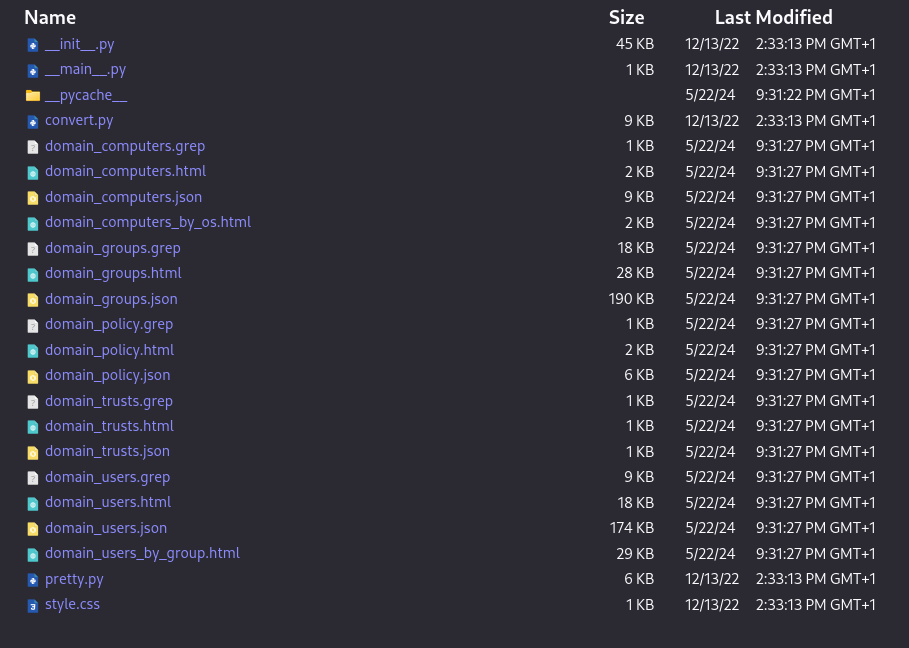 Name Size Last Modified
__init__.py 45 KB 12/13/22 2:33:13 PM GMT+1
__main__.py 1 KB 12/13/22 2:33:13 PM GMT+1
__pycache__ 5/22/24 9:31:22 PM GMT+1
convert.py 9 KB 12/13/22 2:33:13 PM GMT+1
domain_computers.grep 1 KB 5/22/24 9:31:27 PM GMT+1
domain_computers.html 2 KB 5/22/24 9:31:27 PM GMT+1
domain_computers.json 9 KB 5/22/24 9:31:27 PM GMT+1
domain_computers_by_os.html 2 KB 5/22/24 9:31:27 PM GMT+1
domain_groups.grep 18 KB 5/22/24 9:31:27 PM GMT+1
domain_groups.html 28 KB 5/22/24 9:31:27 PM GMT+1
domain_groups.json 190 KB 5/22/24 9:31:27 PM GMT+1
domain_policy.grep 1 KB 5/22/24 9:31:27 PM GMT+1
domain_policy.html 2 KB 5/22/24 9:31:27 PM GMT+1
domain_policy.json 6 KB 5/22/24 9:31:27 PM GMT+1
domain_trusts.grep 1 KB 5/22/24 9:31:27 PM GMT+1
domain_trusts.html 1 KB 5/22/24 9:31:27 PM GMT+1
domain_trusts.json 1 KB 5/22/24 9:31:27 PM GMT+1
domain_users.grep 9 KB 5/22/24 9:31:27 PM GMT+1
domain_users.html 18 KB 5/22/24 9:31:27 PM GMT+1
domain_users.json 174 KB 5/22/24 9:31:27 PM GMT+1
domain_users_by_group.html 29 KB 5/22/24 9:31:27 PM GMT+1
pretty.py 6 KB 12/13/22 2:33:13 PM GMT+1
style.css 1 KB 12/13/22 2:33:13 PM GMT+1